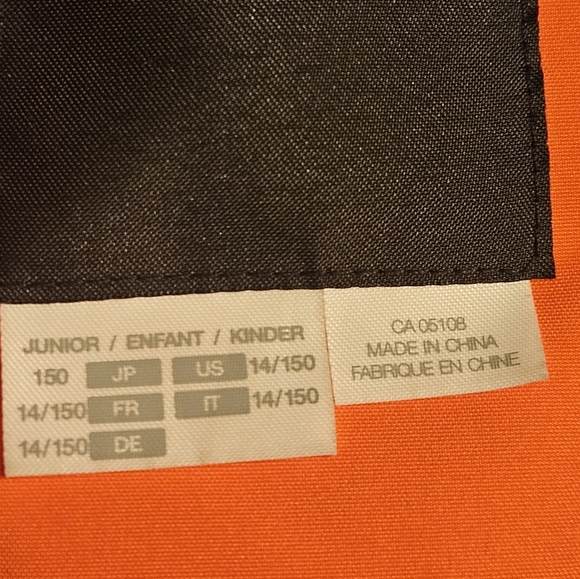 JUNIOR / ENFANT / KINDER
150 JP US 14/150
14/150 FR IT 14/150
14/150 DE
CA 05108
MADE IN CHINA
FABRIQUE EN CHINE